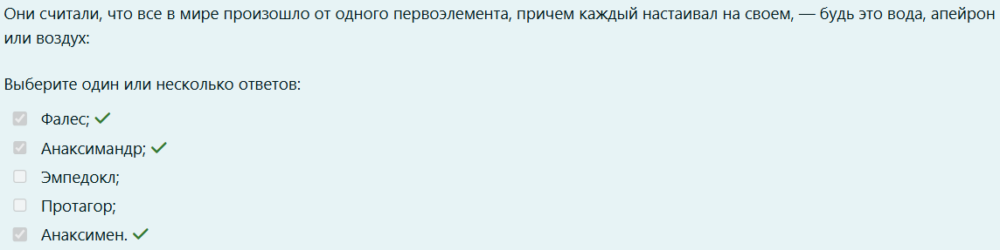 Они считали, что все в мире произошло от одного первоэлемента, причем каждый настаивал на своем, — будь это вода, апейрон
или воздух:
Выберите один или несколько ответов:
Фалес;
Анаксимандр;
Эмпедокл;
Протагор;
Анаксимен.